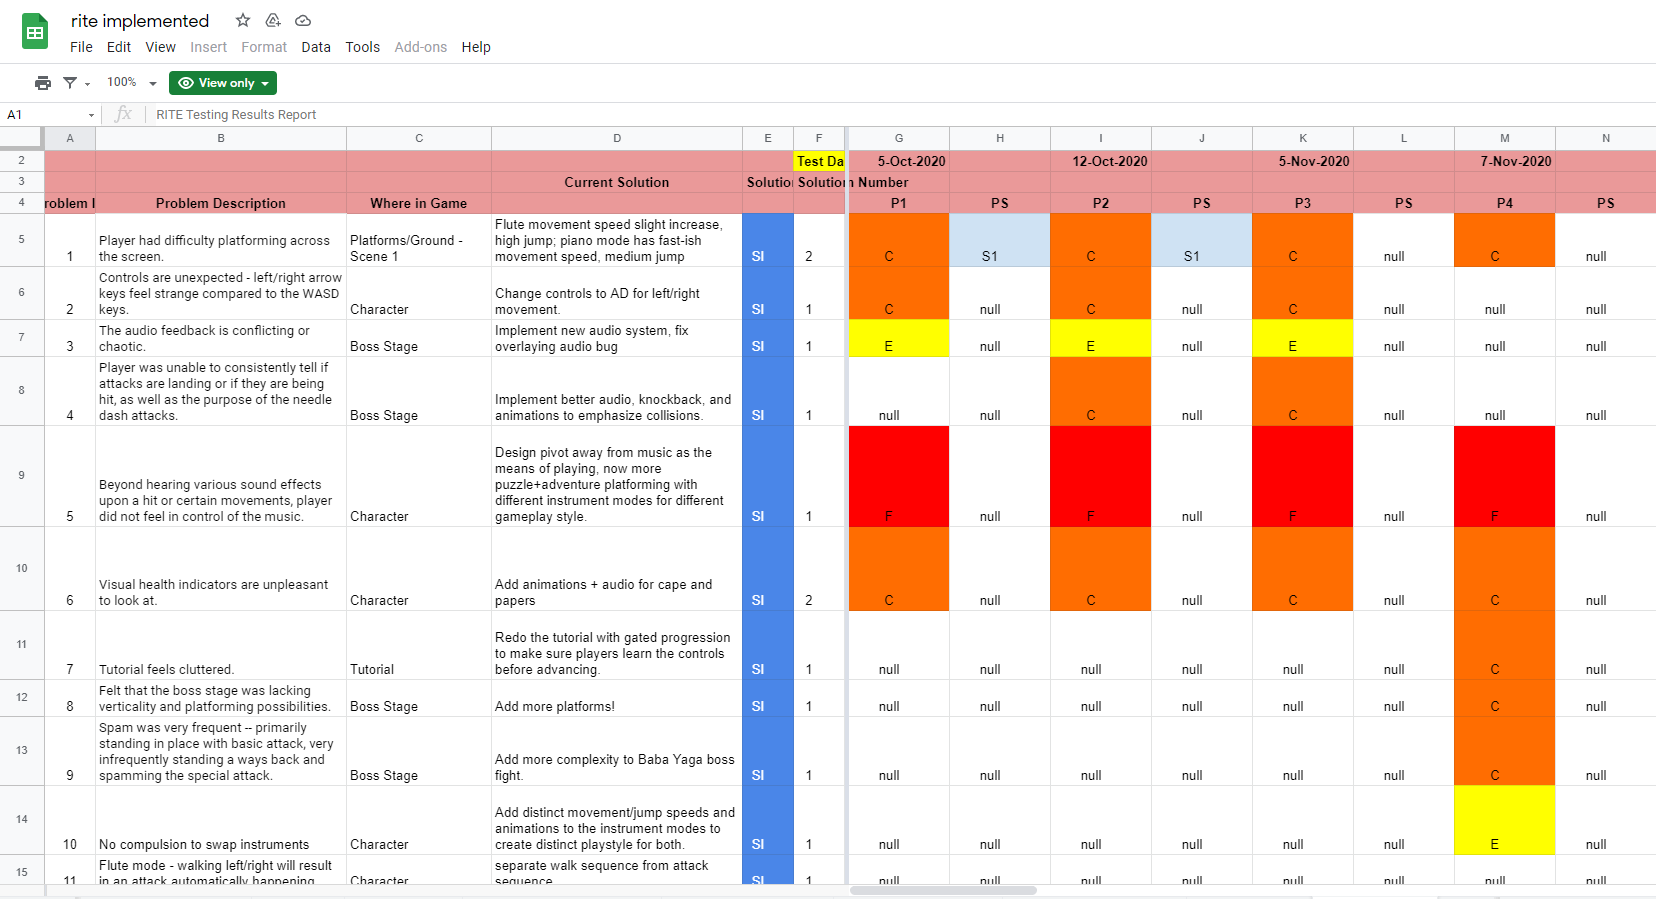 rite implemented
File Edit View Insert Format Data Tools Add-ons Help
100% View only
A1 fx RITE Testing Results Report
A B C D E F G H I J K L M N
2 Test Da 5-Oct-2020 12-Oct-2020 5-Nov-2020 7-Nov-2020
3 Current Solution Solutio Solution Number
4 roblem I Problem Description Where in Game P1 PS P2 PS P3 PS P4 PS
5
Player had difficulty platforming across
the screen.
Platforms/Ground -
Scene 1
Flute movement speed slight increase,
high jump; piano mode has fast-ish
movement speed, medium jump
1 SI 2 C S1 C S1 C null C null
6
Controls are unexpected - left/right arrow
keys feel strange compared to the WASD
keys.
Character
Change controls to AD for left/right
movement.
2 SI 1 C null C null C null null null
7
The audio feedback is conflicting or
chaotic.
Boss Stage
Implement new audio system, fix
overlaying audio bug
3 SI 1 E null E null E null null null
8
Player was unable to consistently tell if
attacks are landing or if they are being
hit, as well as the purpose of the needle
dash attacks.
Boss Stage
Implement better audio, knockback, and
animations to emphasize collisions.
4 SI 1 null null C null C null null null
9
Beyond hearing various sound effects
upon a hit or certain movements, player
did not feel in control of the music.
Character
Design pivot away from music as the
means of playing, now more
puzzle+adventure platforming with
different instrument modes for different
gameplay style.
5 SI 1 F null F null F null F null
10
Visual health indicators are unpleasant
to look at.
Character
Add animations + audio for cape and
papers
6 SI 2 C null C null C null C null
11
Tutorial feels cluttered.
Tutorial
Redo the tutorial with gated progression
to make sure players learn the controls
before advancing.
7 SI 1 null null null null null null C null
12
Felt that the boss stage was lacking
verticality and platforming possibilities.
Boss Stage
Add more platforms!
8 SI 1 null null null null null null C null
13
Spam was very frequent -- primarily
standing in place with basic attack, very
infrequently standing a ways back and
spamming the special attack.
Boss Stage
Add more complexity to Baba Yaga boss
fight.
9 SI 1 null null null null null null C null
14
No compulsion to swap instruments
Character
Add distinct movement/jump speeds and
animations to the instrument modes to
create distinct playstyle for both.
10 SI 1 null null null null null null E null
15
Flute mode - walking left/right will result
in an attack automatically happening
Character
separate walk sequence from attack
sequence
11 SI 1 null null null null null null null null